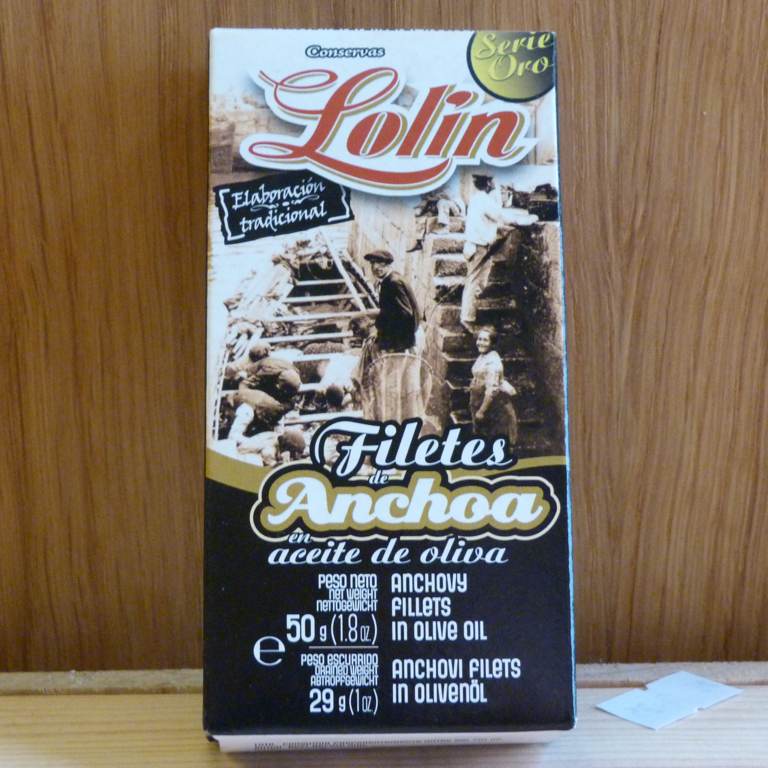 Conservas
Serie
Oro
Lolin
Elaboración
tradicional
Filetes
de
Anchoa
en
aceite de oliva
PESO NETO
NET WEIGHT
NETTOGEWICHT
e 50 g (1.8 oz.)
ANCHOVY
FILLETS
IN OLIVE OIL
PESO ESCURRIDO
DRAINED WEIGHT
ABTROPFGEWICHT
29 g (1 oz.)
ANCHOVI FILETS
IN OLIVENÖL